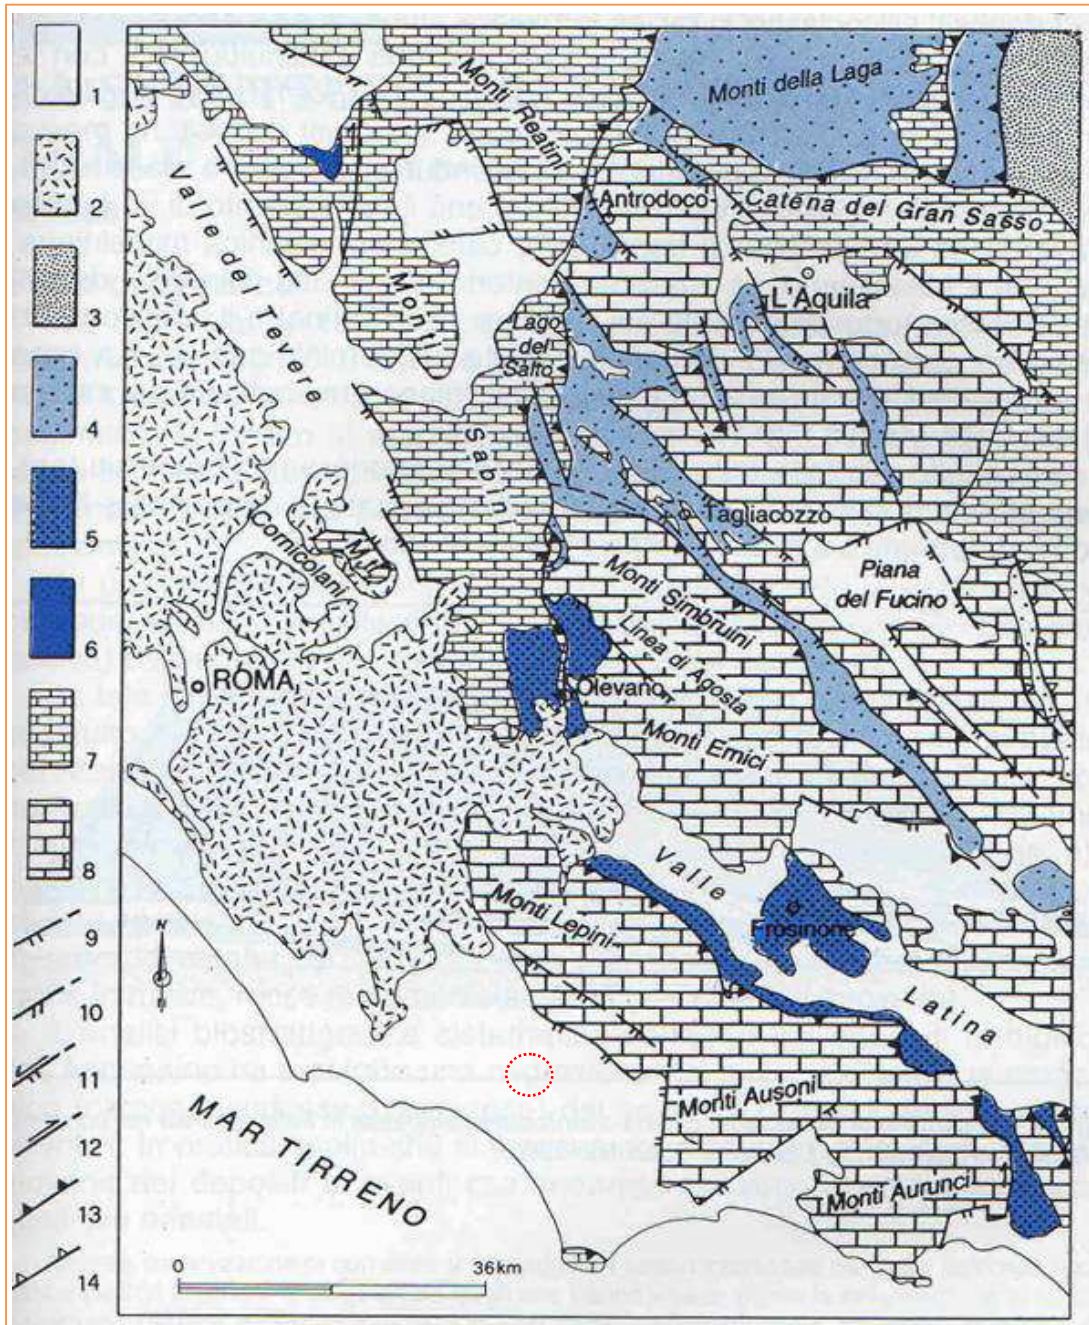 1
2
3
4
5
6
7
8
9
10
11
12
13
14
N
Monti Reatini
Monti della Laga
Valle del Tevere
Antrodoco
Catena del Gran Sasso
L'Aquila
Monti
Sabini
Lago
del
Salto
Tagliacozzo
Cornicolani
M.ti
Piana
del Fucino
Monti Simbruini
Linea di Agosta
ROMA
Olevano
Monti Ernici
Valle
Latina
Monti Lepini
Frosinone
Monti Ausoni
Monti Aurunci
MAR TIRRENO
0
36 km